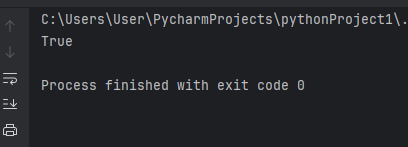 C:\Users\User\PycharmProjects\pythonProject1\.
True
Process finished with exit code 0